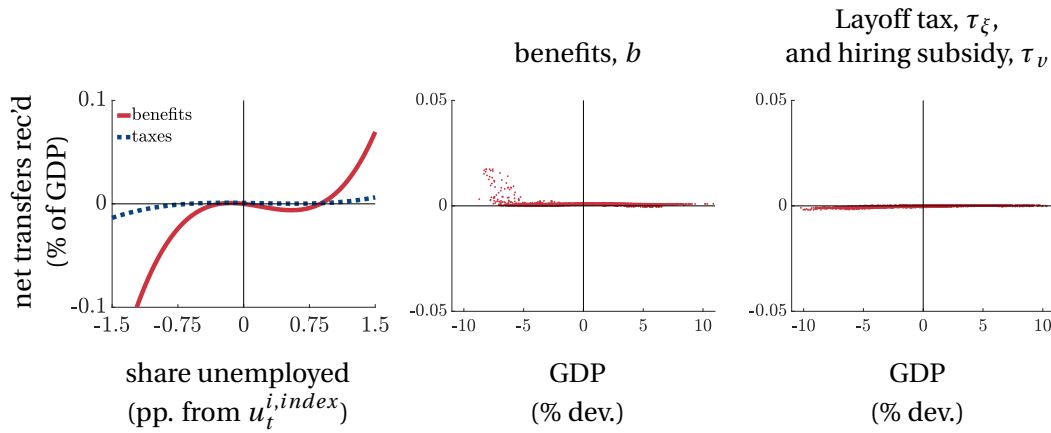 Layoff tax, τ_ξ,
benefits, b
and hiring subsidy, τ_v
net transfers rec'd
(% of GDP)
0.1
0
-0.1
benefits
taxes
-1.5 -0.75 0 0.75 1.5
share unemployed
(pp. from u_t^{i,index})
0.05
0
-0.05
-10 -5 0 5 10
GDP
(% dev.)
0.05
0
-0.05
-10 -5 0 5 10
GDP
(% dev.)